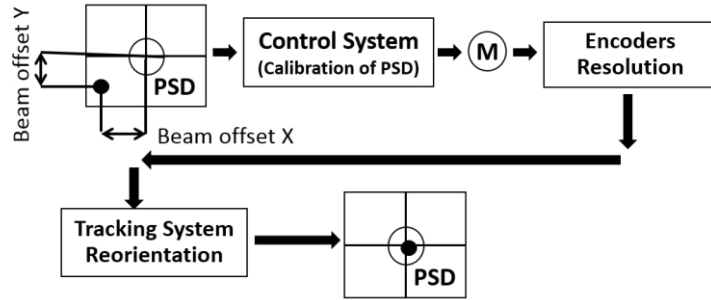 Beam offset Y
PSD
Control System
(Calibration of PSD)
M
Encoders
Resolution
Beam offset X
Tracking System
Reorientation
PSD